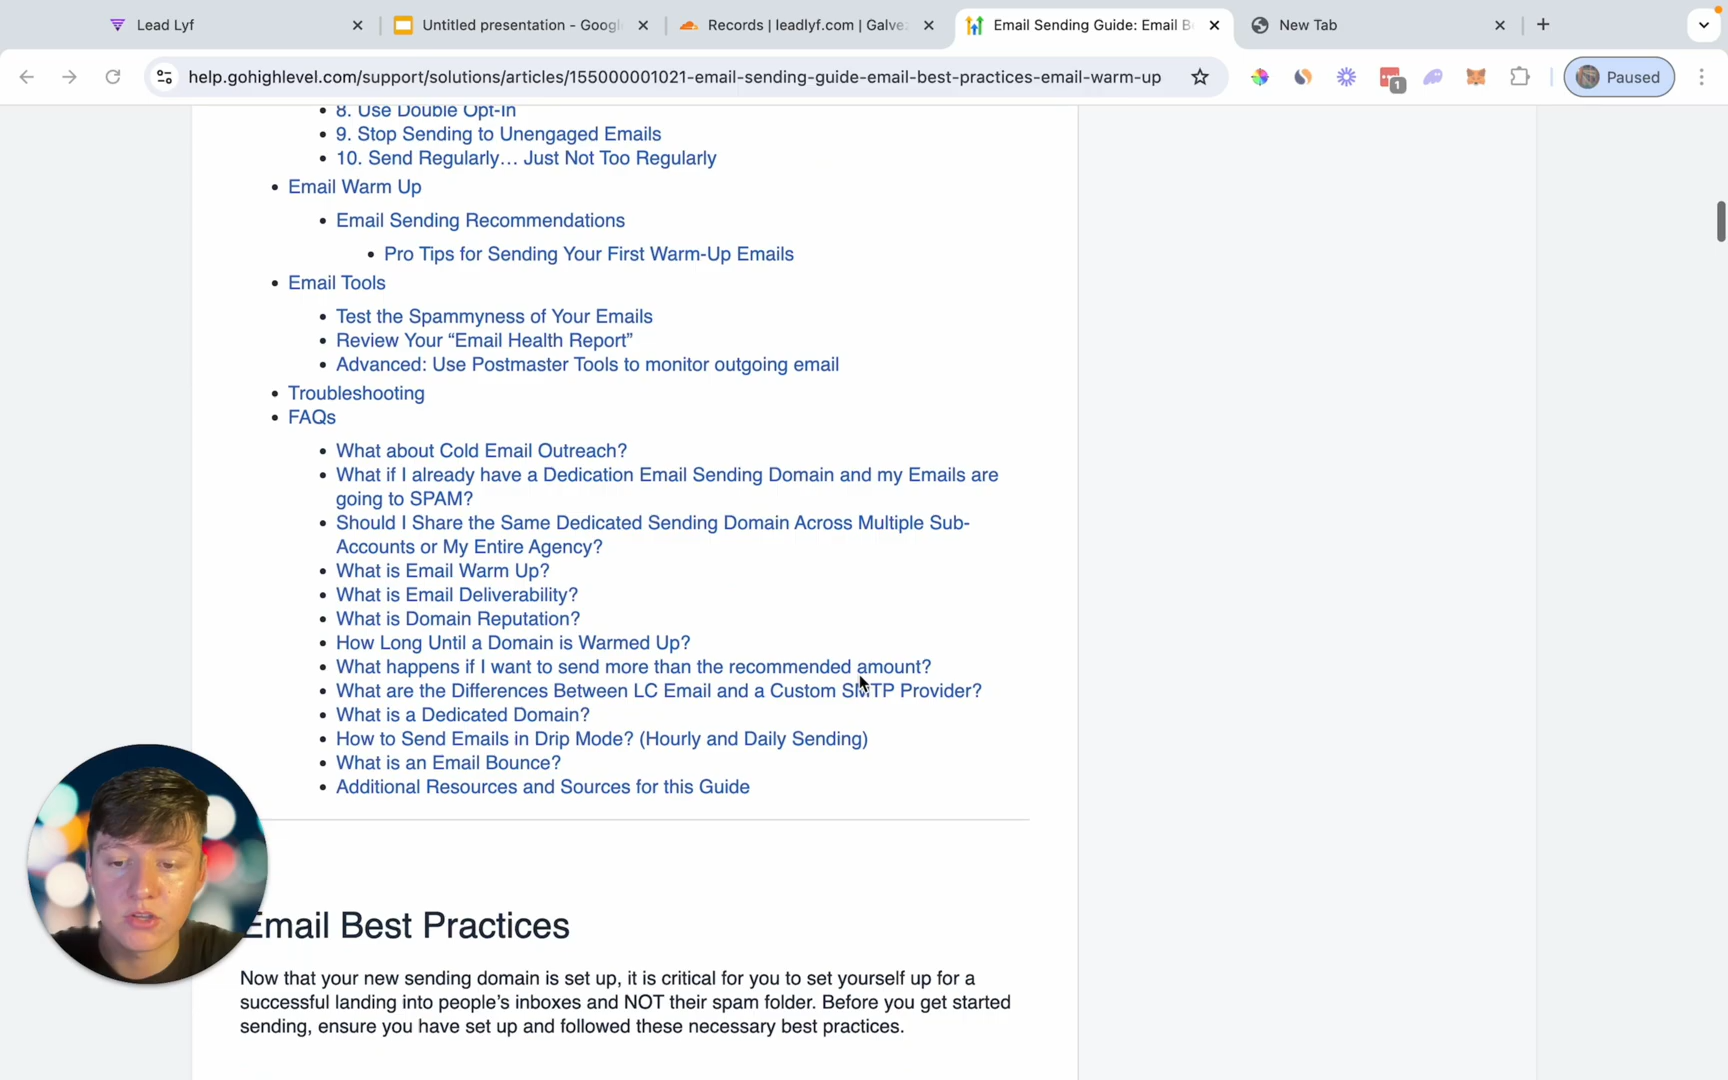 Lead Lyf
Untitled presentation - Googl
Records | leadlyf.com | Galve
Email Sending Guide: Email B
New Tab
help.gohighlevel.com/support/solutions/articles/155000001021-email-sending-guide-email-best-practices-email-warm-up
1
Paused
8. Use Double Opt-In
9. Stop Sending to Unengaged Emails
10. Send Regularly… Just Not Too Regularly
Email Warm Up
Email Sending Recommendations
Pro Tips for Sending Your First Warm-Up Emails
Email Tools
Test the Spammyness of Your Emails
Review Your “Email Health Report”
Advanced: Use Postmaster Tools to monitor outgoing email
Troubleshooting
FAQs
What about Cold Email Outreach?
What if I already have a Dedication Email Sending Domain and my Emails are
going to SPAM?
Should I Share the Same Dedicated Sending Domain Across Multiple Sub-
Accounts or My Entire Agency?
What is Email Warm Up?
What is Email Deliverability?
What is Domain Reputation?
How Long Until a Domain is Warmed Up?
What happens if I want to send more than the recommended amount?
What are the Differences Between LC Email and a Custom SMTP Provider?
What is a Dedicated Domain?
How to Send Emails in Drip Mode? (Hourly and Daily Sending)
What is an Email Bounce?
Additional Resources and Sources for this Guide
Email Best Practices
Now that your new sending domain is set up, it is critical for you to set yourself up for a
successful landing into people’s inboxes and NOT their spam folder. Before you get started
sending, ensure you have set up and followed these necessary best practices.